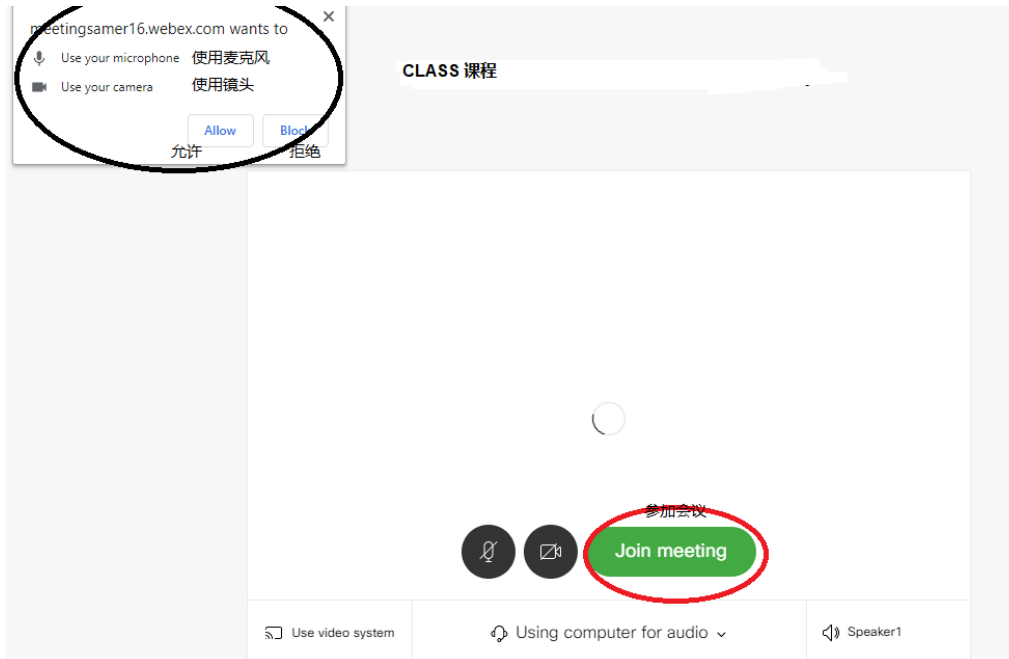 meetingsamer16.webex.com wants to
Use your microphone 使用麦克风
Use your camera 使用镜头
Allow Block
允许 拒绝
CLASS 课程
参加会议
Join meeting
Use video system Using computer for audio Speaker1